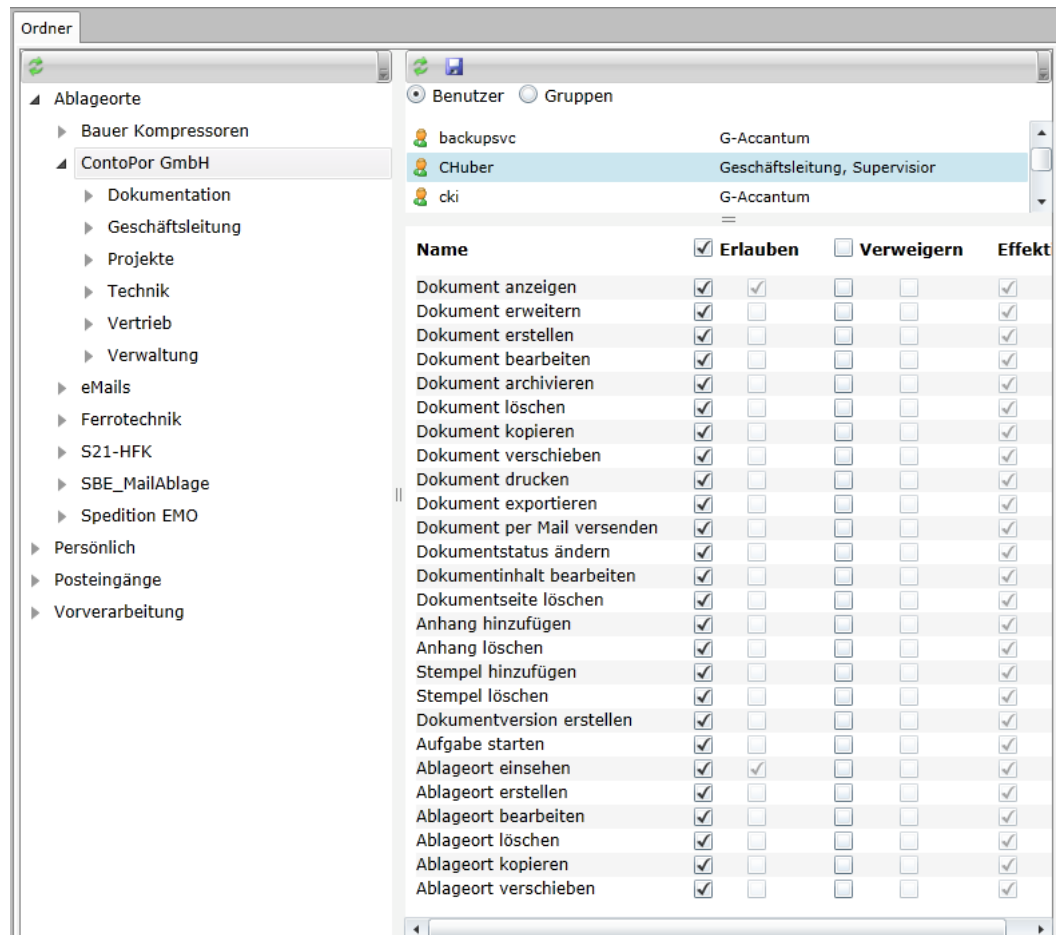 Ordner
Ablageorte
Bauer Kompressoren
ContoPor GmbH
Dokumentation
Geschäftsleitung
Projekte
Technik
Vertrieb
Verwaltung
eMails
Ferrotechnik
S21-HFK
SBE_MailAblage
Spedition EMO
Persönlich
Posteingänge
Vorverarbeitung
Benutzer Gruppen
backupsvc G-Accantum
CHuber Geschäftsleitung, Supervisior
cki G-Accantum
Name Erlauben Verweigern Effekt
Dokument anzeigen
Dokument erweitern
Dokument erstellen
Dokument bearbeiten
Dokument archivieren
Dokument löschen
Dokument kopieren
Dokument verschieben
Dokument drucken
Dokument exportieren
Dokument per Mail versenden
Dokumentstatus ändern
Dokumentinhalt bearbeiten
Dokumentseite löschen
Anhang hinzufügen
Anhang löschen
Stempel hinzufügen
Stempel löschen
Dokumentversion erstellen
Aufgabe starten
Ablageort einsehen
Ablageort erstellen
Ablageort bearbeiten
Ablageort löschen
Ablageort kopieren
Ablageort verschieben